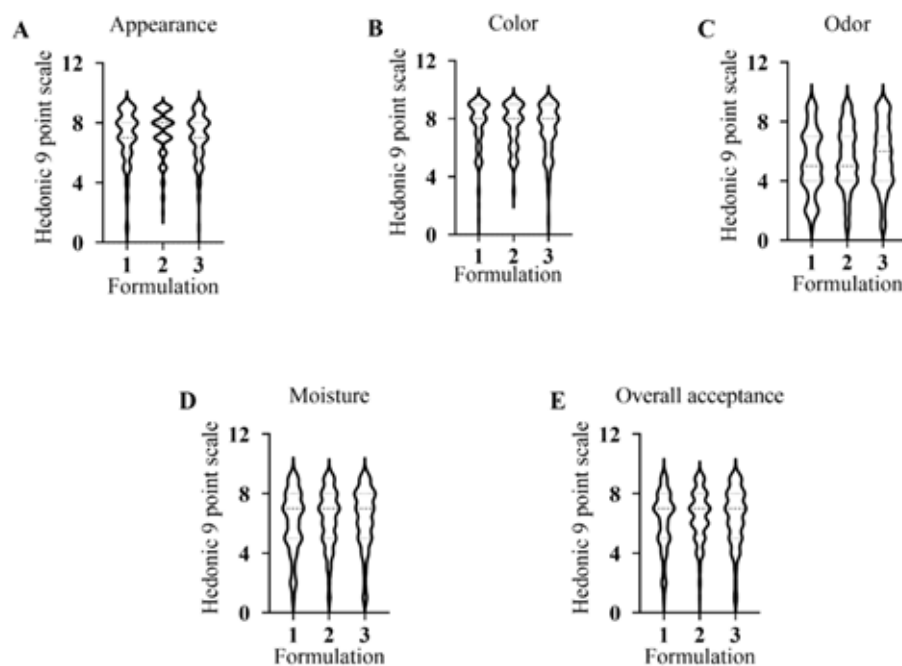 A Appearance
Hedonic 9 point scale
12
8
4
0
1 2 3
Formulation
B Color
Hedonic 9 point scale
12
8
4
0
1 2 3
Formulation
C Odor
Hedonic 9 point scale
12
8
4
0
1 2 3
Formulation
D Moisture
Hedonic 9 point scale
12
8
4
0
1 2 3
Formulation
E Overall acceptance
Hedonic 9 point scale
12
8
4
0
1 2 3
Formulation